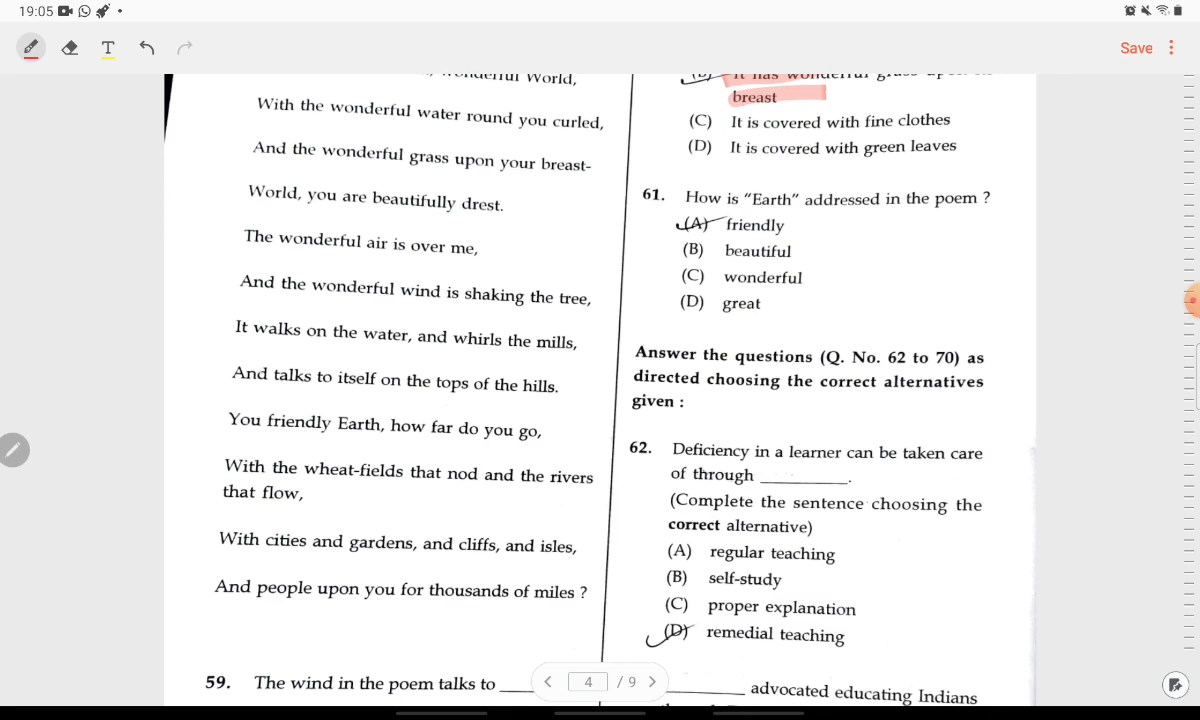 19:05
T
Save
World,
With the wonderful water round you curled,
And the wonderful grass upon your breast-
World, you are beautifully drest.
The wonderful air is over me,
And the wonderful wind is shaking the tree,
It walks on the water, and whirls the mills,
And talks to itself on the tops of the hills.
You friendly Earth, how far do you go,
With the wheat-fields that nod and the rivers
that flow,
With cities and gardens, and cliffs, and isles,
And people upon you for thousands of miles ?
59. The wind in the poem talks to
breast
(C) It is covered with fine clothes
(D) It is covered with green leaves
61. How is “Earth” addressed in the poem ?
(A) friendly
(B) beautiful
(C) wonderful
(D) great
Answer the questions (Q. No. 62 to 70) as
directed choosing the correct alternatives
given :
62. Deficiency in a learner can be taken care
of through __________.
(Complete the sentence choosing the
correct alternative)
(A) regular teaching
(B) self-study
(C) proper explanation
(D) remedial teaching
advocated educating Indians
< 4 / 9 >